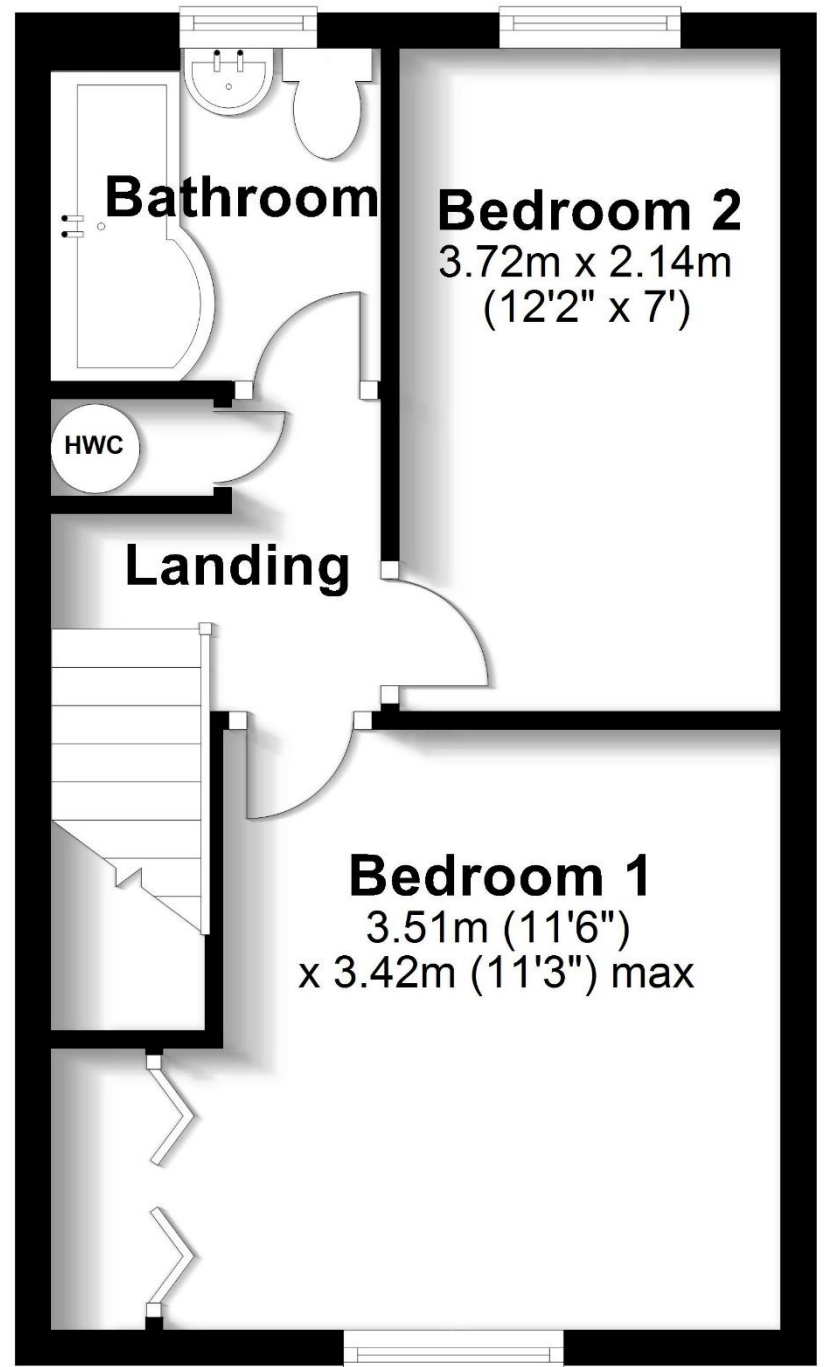 Bathroom
Bedroom 2
3.72m x 2.14m
(12'2" x 7')
HWC
Landing
Bedroom 1
3.51m (11'6")
x 3.42m (11'3") max